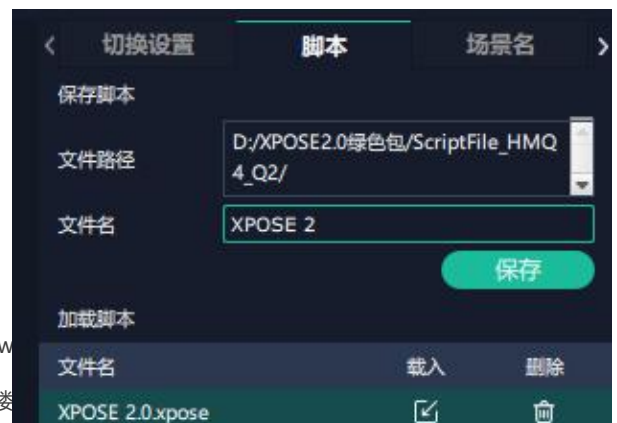 切换设置 脚本 场景名
保存脚本
文件路径 D:/XPOSE2.0绿色包/ScriptFile_HMQ
4_Q2/
文件名 XPOSE 2
保存
加载脚本
文件名 载入 删除
XPOSE 2.0.xpose